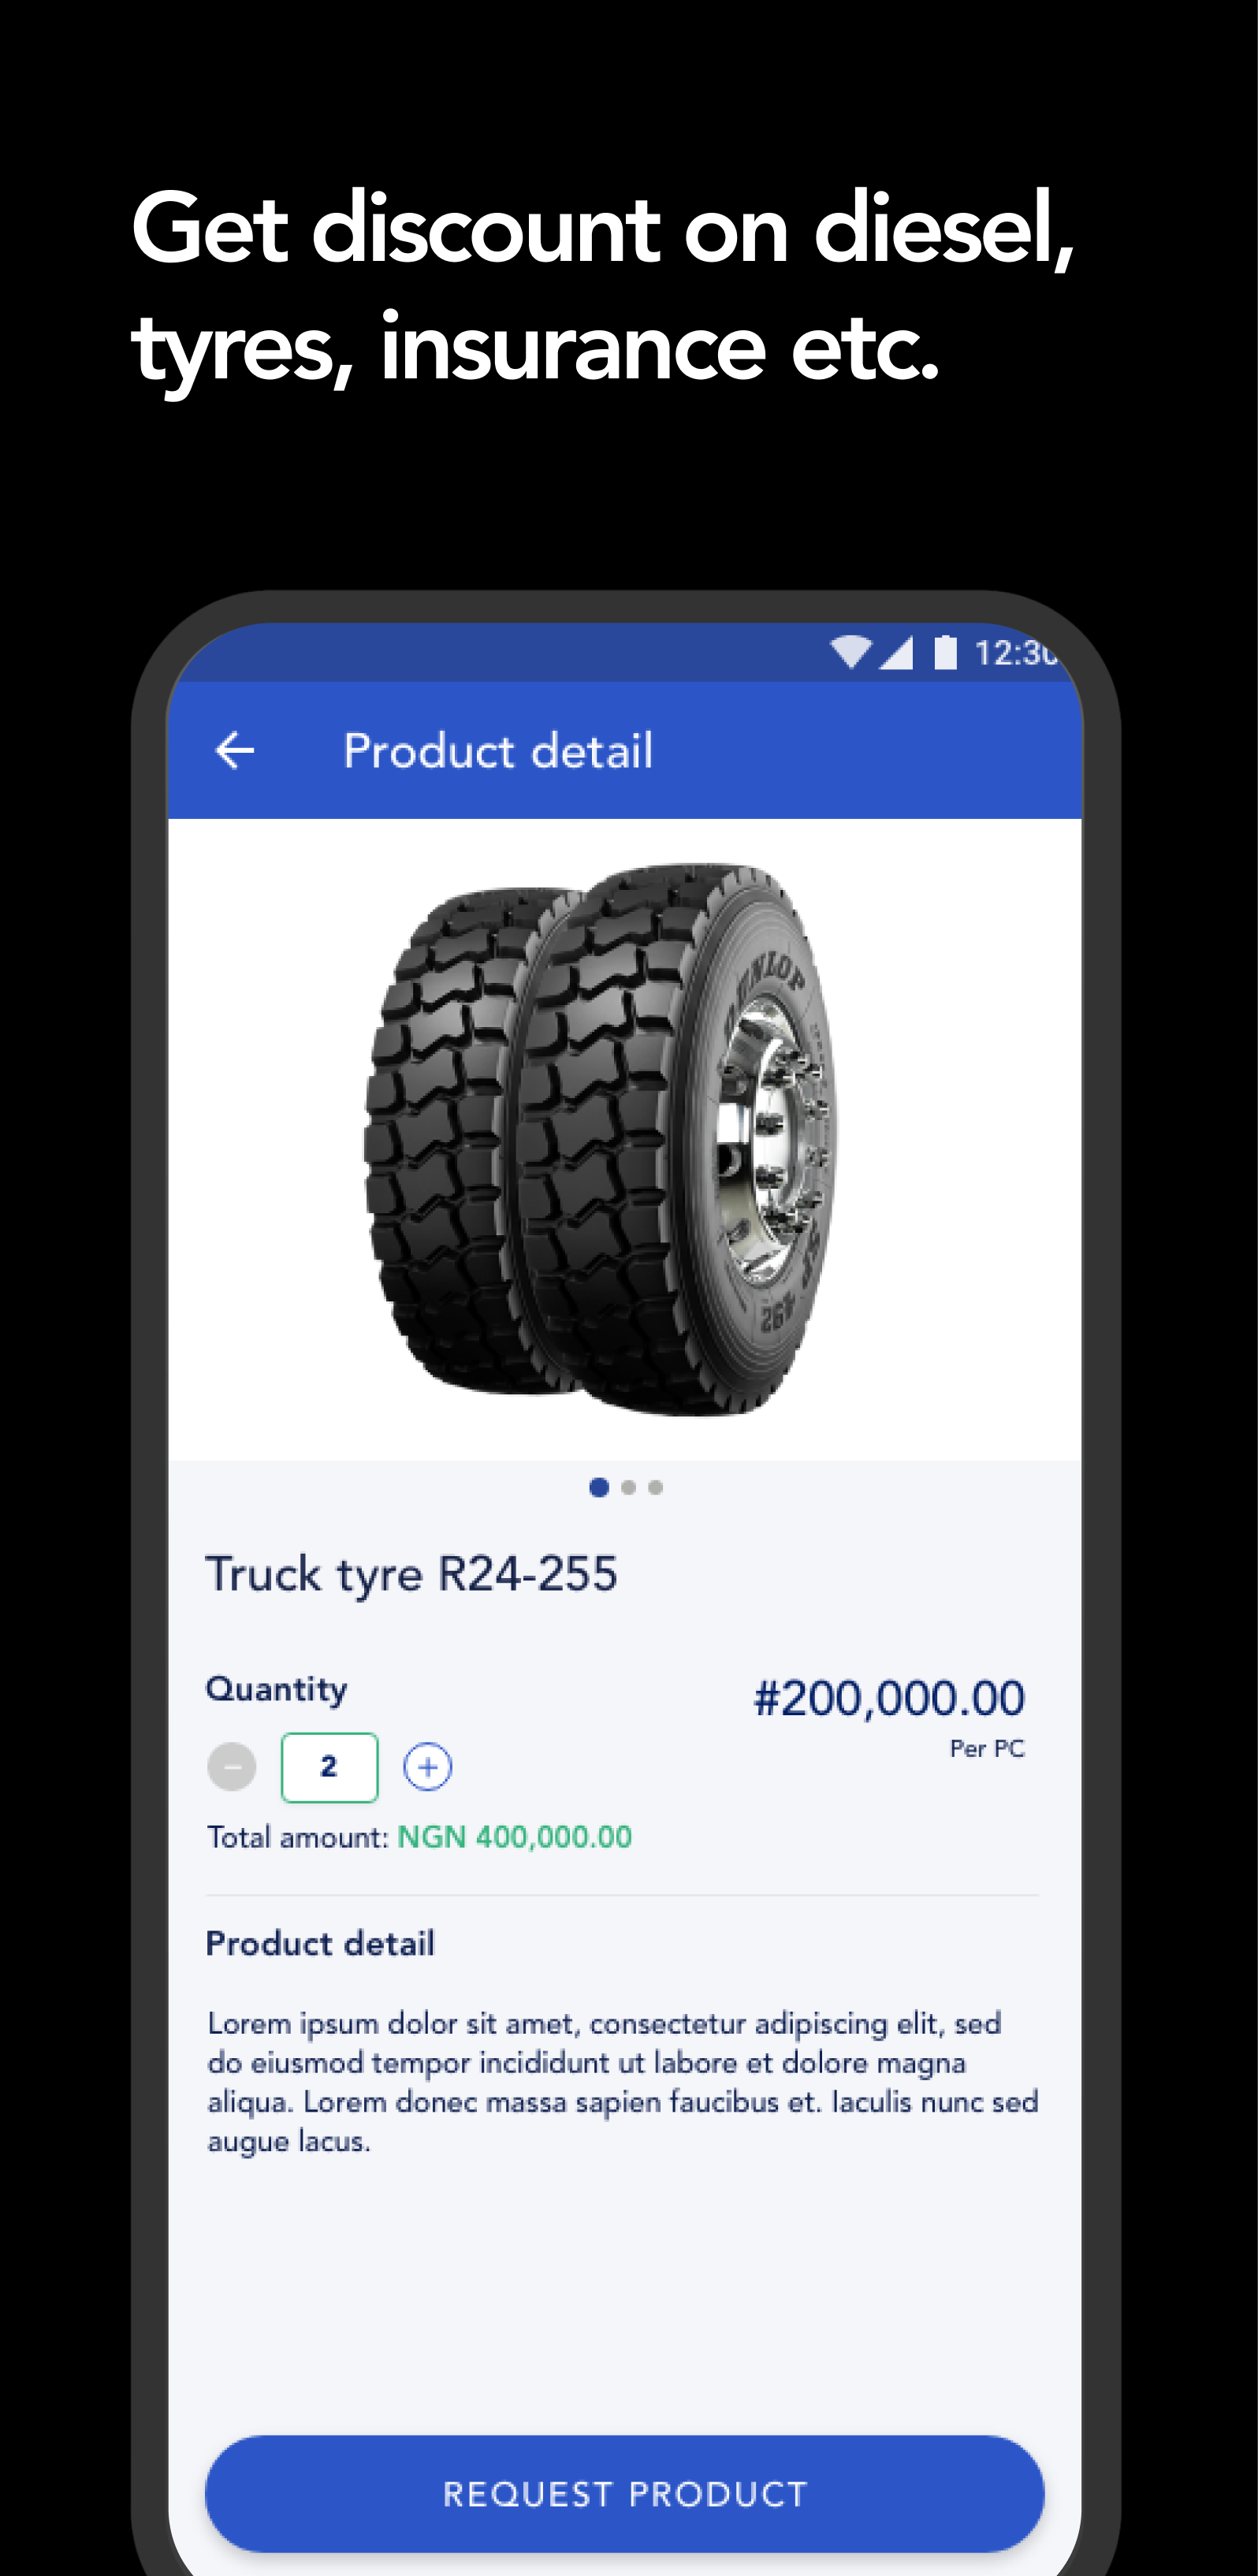 Get discount on diesel,
tyres, insurance etc.
12:30
Product detail
DUNLOP
SP 492
Truck tyre R24-255
Quantity
#200,000.00
Per PC
2
Total amount: NGN 400,000.00
Product detail
Lorem ipsum dolor sit amet, consectetur adipiscing elit, sed
do eiusmod tempor incididunt ut labore et dolore magna
aliqua. Lorem donec massa sapien faucibus et. Iaculis nunc sed
augue lacus.
REQUEST PRODUCT